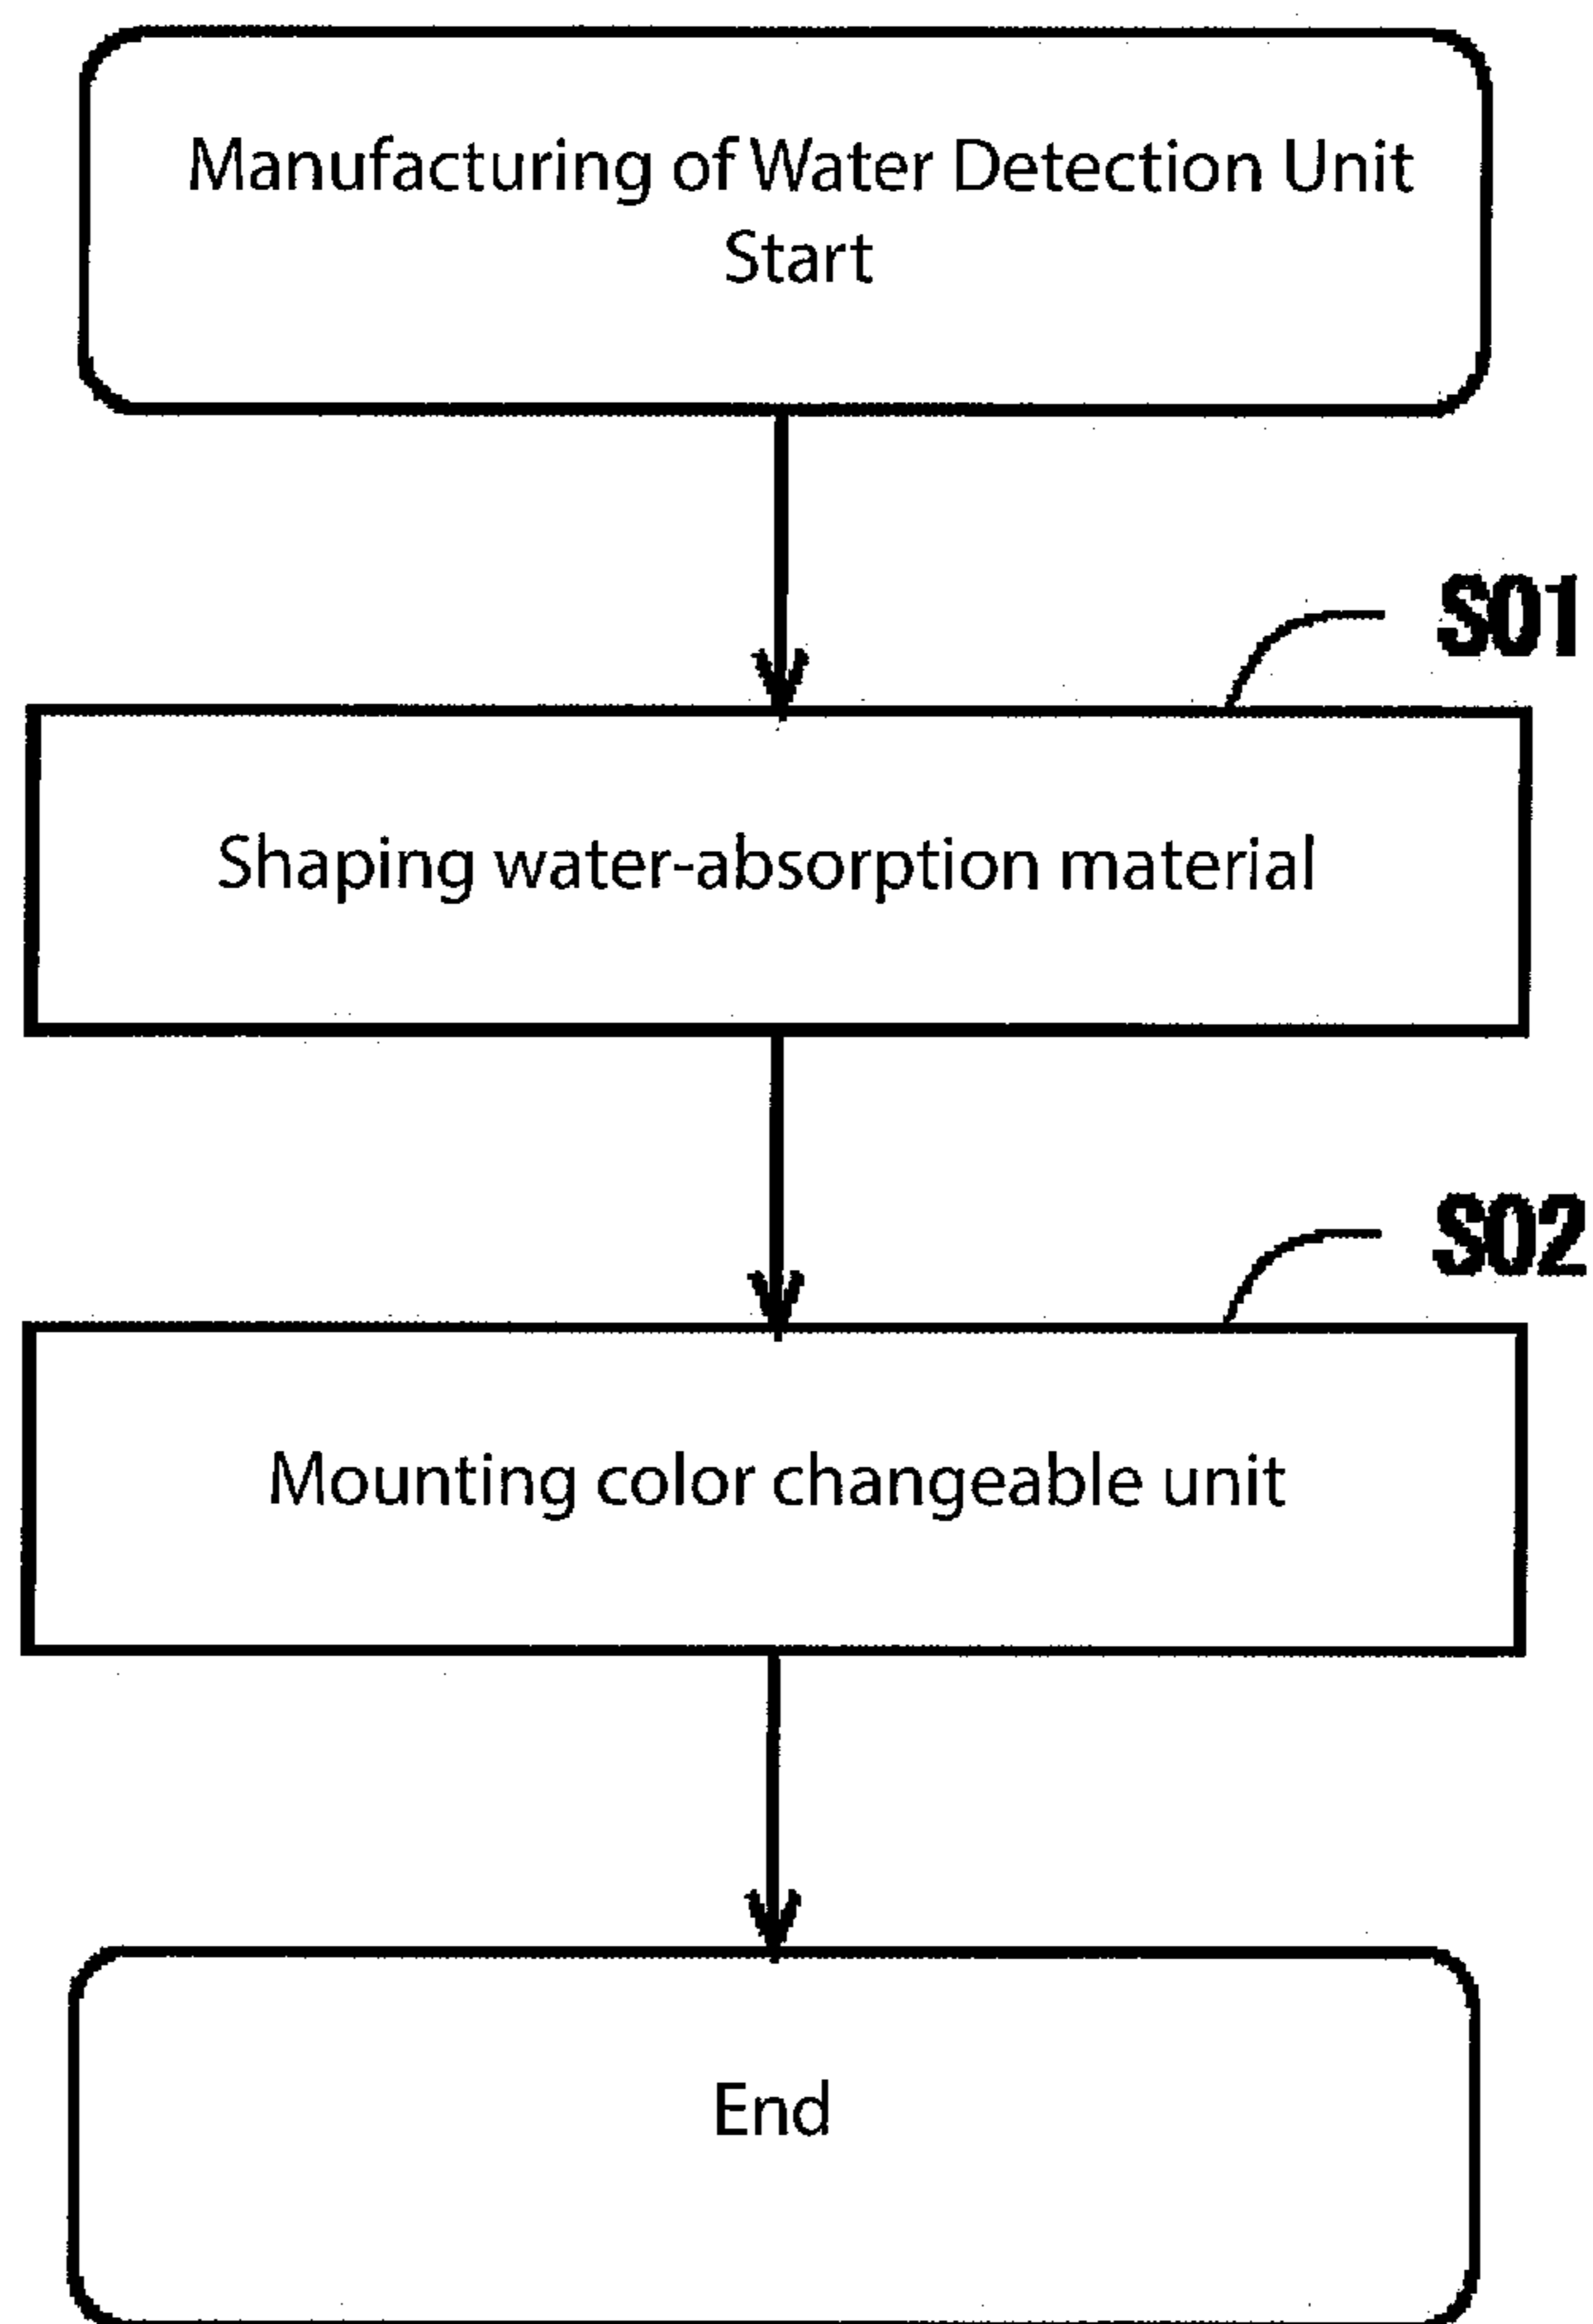 Manufacturing of Water Detection Unit
Start
S01
Shaping water-absorption material
S02
Mounting color changeable unit
End